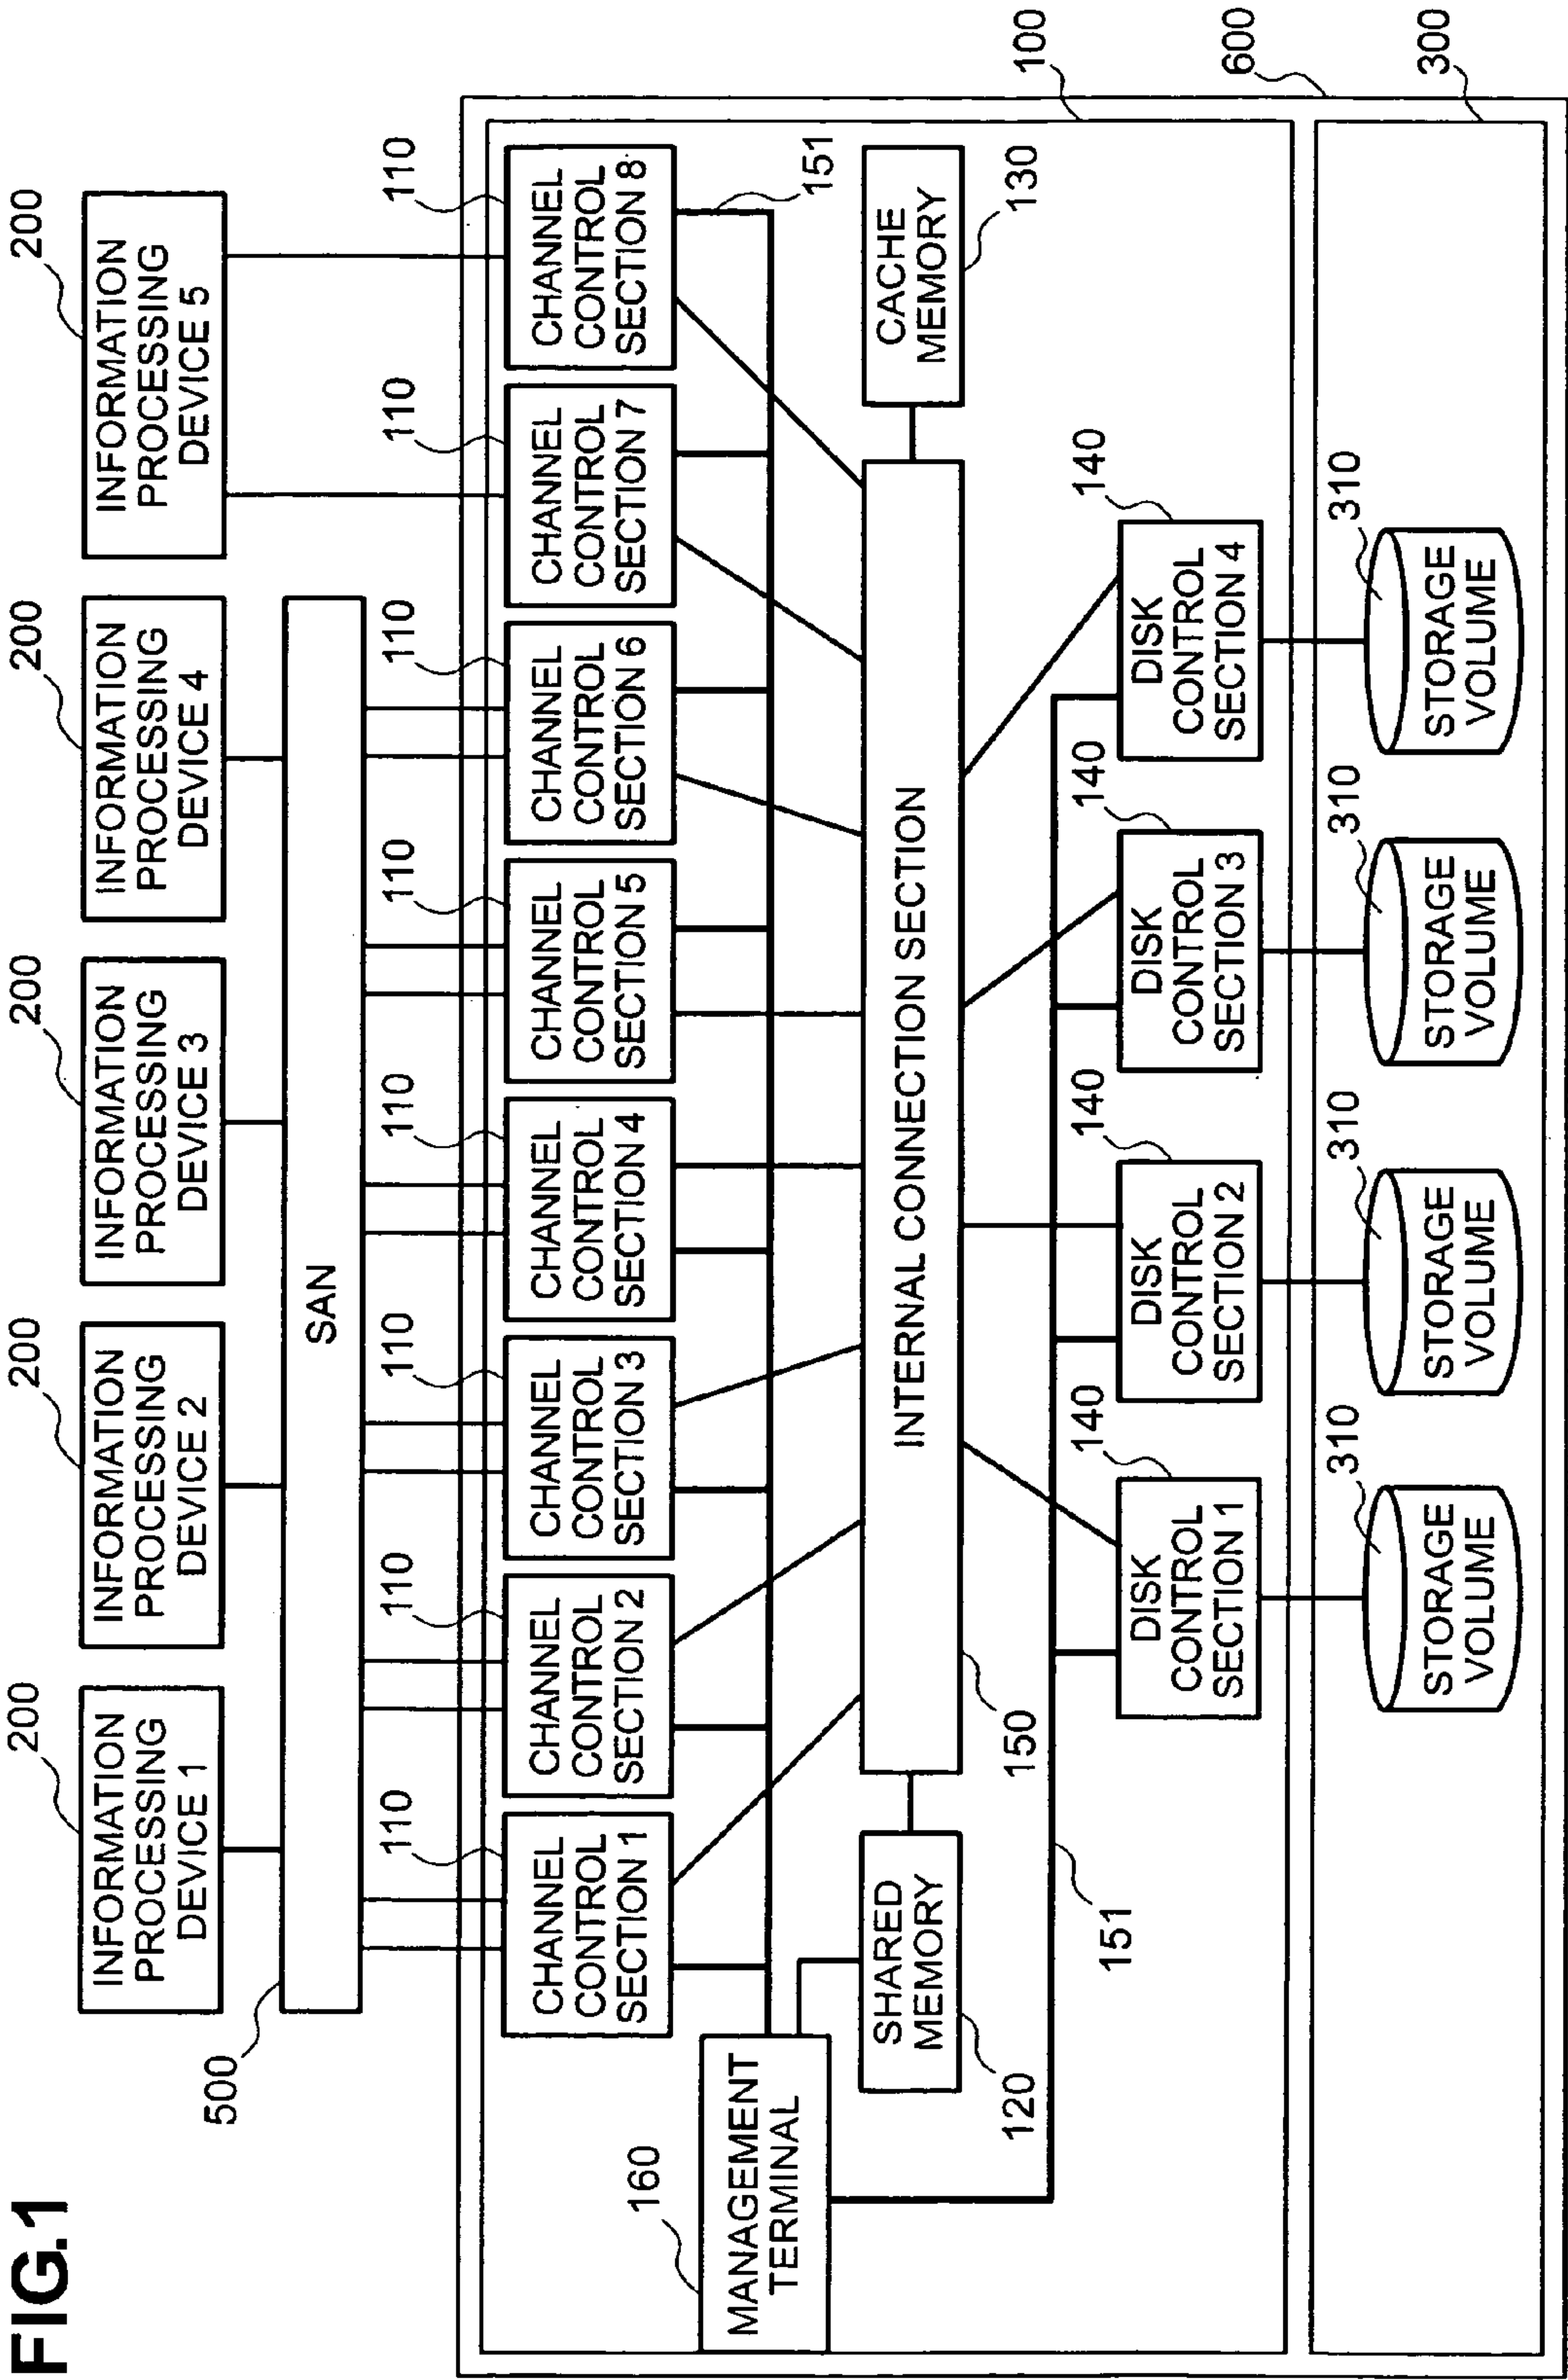 FIG.1
200
200
200
200
200
INFORMATION
PROCESSING
DEVICE 1
INFORMATION
PROCESSING
DEVICE 2
INFORMATION
PROCESSING
DEVICE 3
INFORMATION
PROCESSING
DEVICE 4
INFORMATION
PROCESSING
DEVICE 5
500
SAN
110
110
110
110
110
110
110
110
CHANNEL
CONTROL
SECTION 1
CHANNEL
CONTROL
SECTION 2
CHANNEL
CONTROL
SECTION 3
CHANNEL
CONTROL
SECTION 4
CHANNEL
CONTROL
SECTION 5
CHANNEL
CONTROL
SECTION 6
CHANNEL
CONTROL
SECTION 7
CHANNEL
CONTROL
SECTION 8
160
MANAGEMENT
TERMINAL
151
SHARED
MEMORY
120
INTERNAL CONNECTION SECTION
150
CACHE
MEMORY
130
151
140
140
140
140
DISK
CONTROL
SECTION 1
DISK
CONTROL
SECTION 2
DISK
CONTROL
SECTION 3
DISK
CONTROL
SECTION 4
100
600
300
310
310
310
310
STORAGE
VOLUME
STORAGE
VOLUME
STORAGE
VOLUME
STORAGE
VOLUME